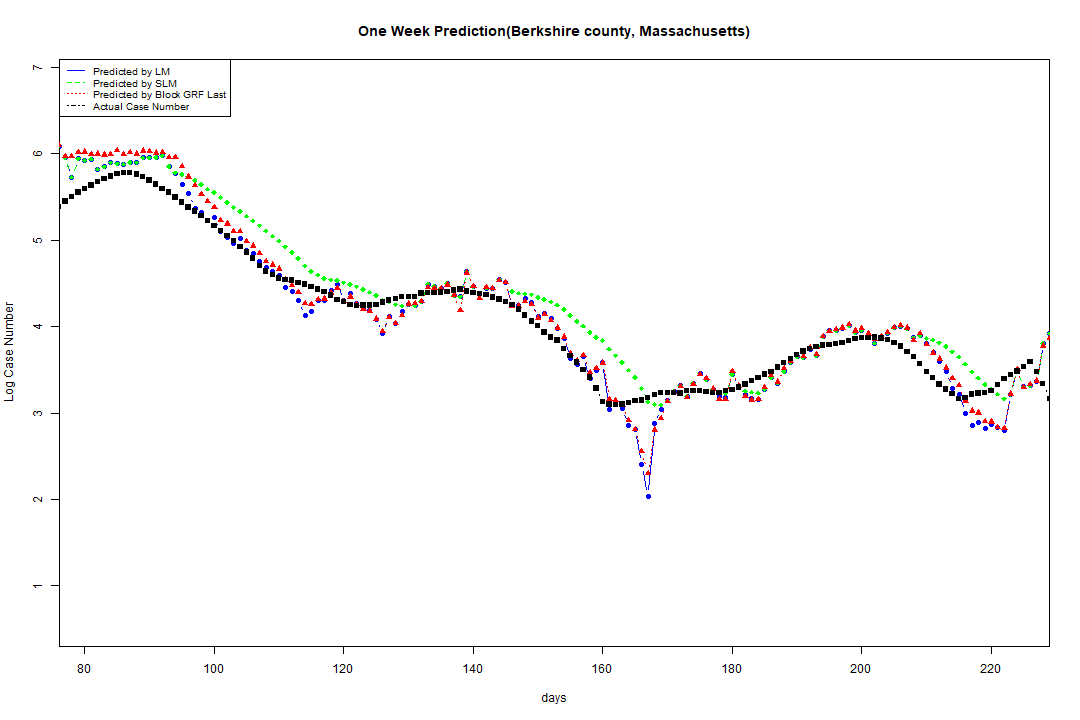 One Week Prediction(Berkshire county, Massachusetts)
Predicted by LM
Predicted by SLM
Predicted by Block GRF Last
Actual Case Number
7
6
5
4
3
2
1
Log Case Number
80 100 120 140 160 180 200 220
days